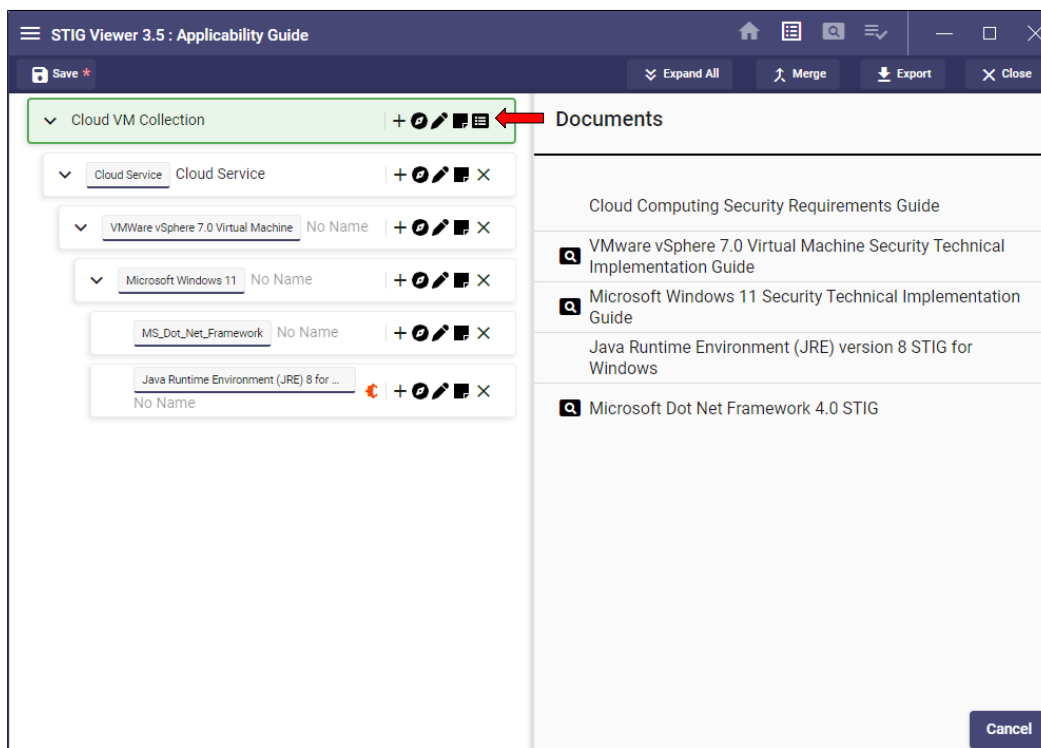 STIG Viewer 3.5 : Applicability Guide
Save *
Expand All
Merge
Export
Close
Cloud VM Collection
Cloud Service Cloud Service
VMWare vSphere 7.0 Virtual Machine No Name
Microsoft Windows 11 No Name
MS_Dot_Net_Framework No Name
Java Runtime Environment (JRE) 8 for ...
No Name
Documents
Cloud Computing Security Requirements Guide
VMware vSphere 7.0 Virtual Machine Security Technical
Implementation Guide
Microsoft Windows 11 Security Technical Implementation
Guide
Java Runtime Environment (JRE) version 8 STIG for
Windows
Microsoft Dot Net Framework 4.0 STIG
Cancel